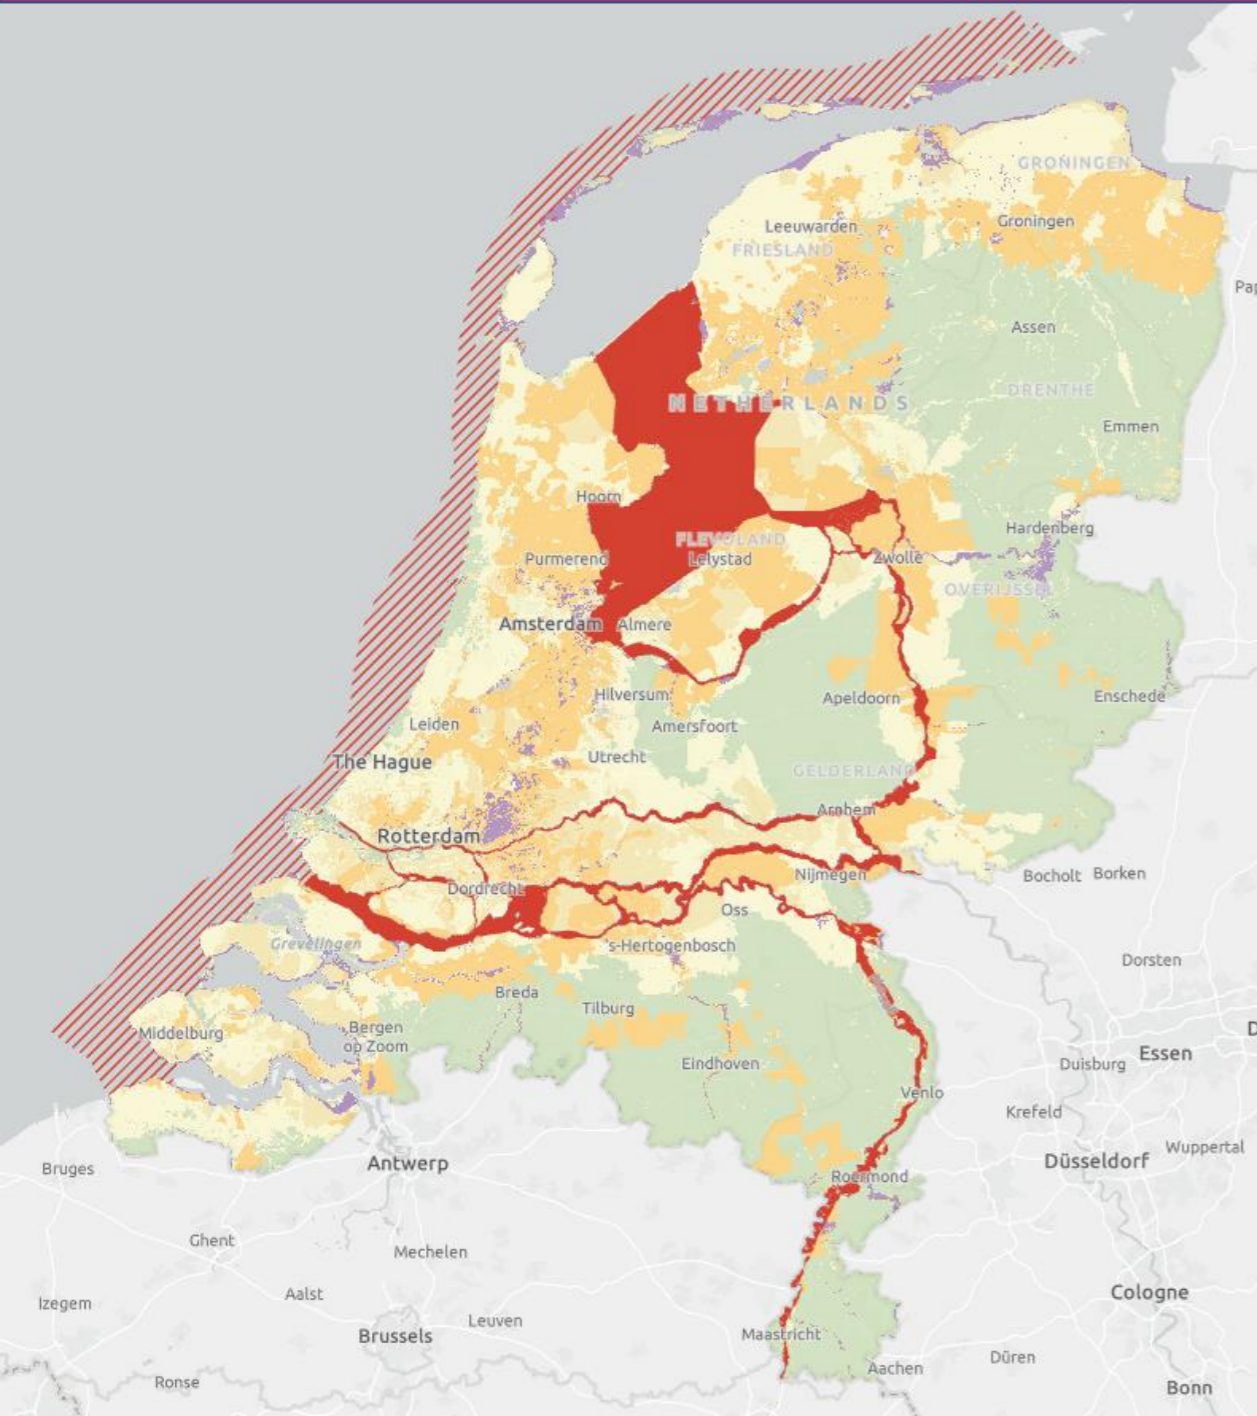 GRONINGEN
Groningen
Leeuwarden
FRIESLAND
Assen
DRENTHE
NETHERLANDS
Emmen
Hoorn
Hardenberg
FLEVOLAND
Purmerend
Lelystad
Zwolle
OVERIJSSEL
Amsterdam
Almere
Hilversum
Apeldoorn
Enschede
Leiden
Amersfoort
Utrecht
The Hague
GELDERLAND
Arnhem
Rotterdam
Nijmegen
Bocholt
Borken
Dordrecht
Oss
Grevelingen
's-Hertogenbosch
Dorsten
Breda
Tilburg
Middelburg
Bergen
op Zoom
Eindhoven
Duisburg
Essen
Venlo
Krefeld
Wuppertal
Antwerp
Düsseldorf
Bruges
Roermond
Ghent
Mechelen
Cologne
Izegem
Aalst
Leuven
Brussels
Maastricht
Düren
Aachen
Ronse
Bonn